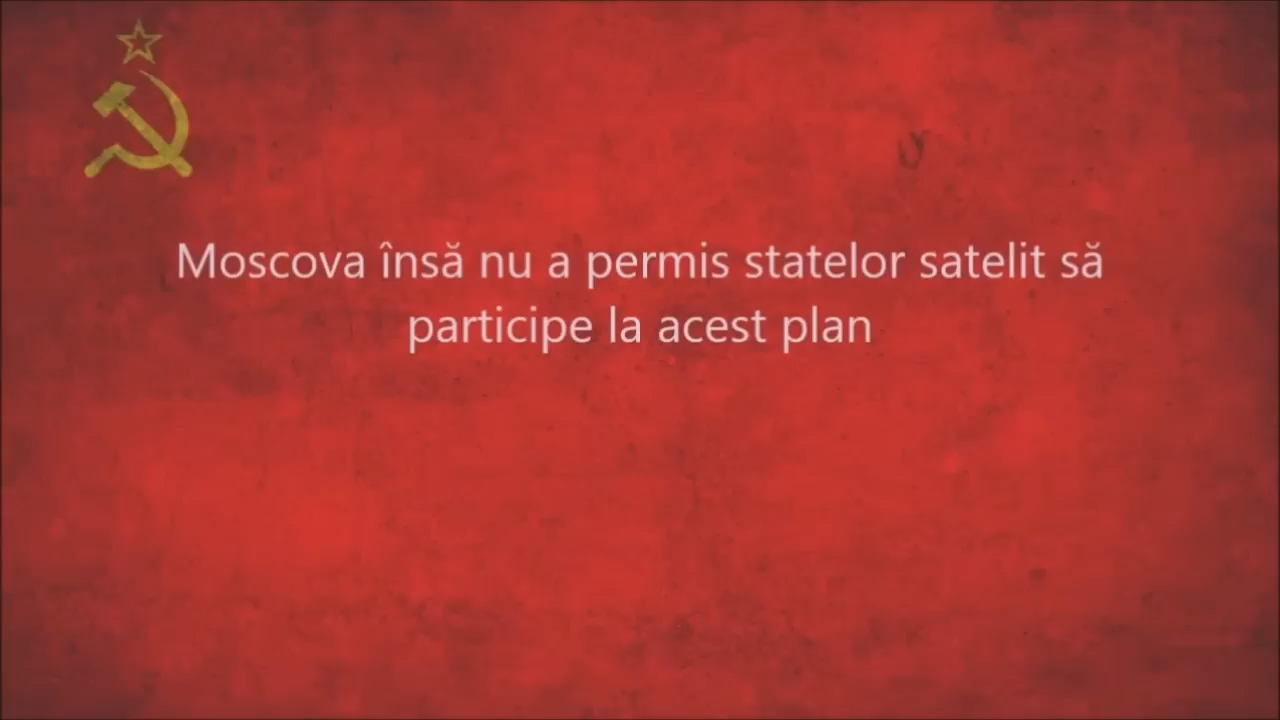 Moscova însă nu a permis statelor satelit să
participe la acest plan